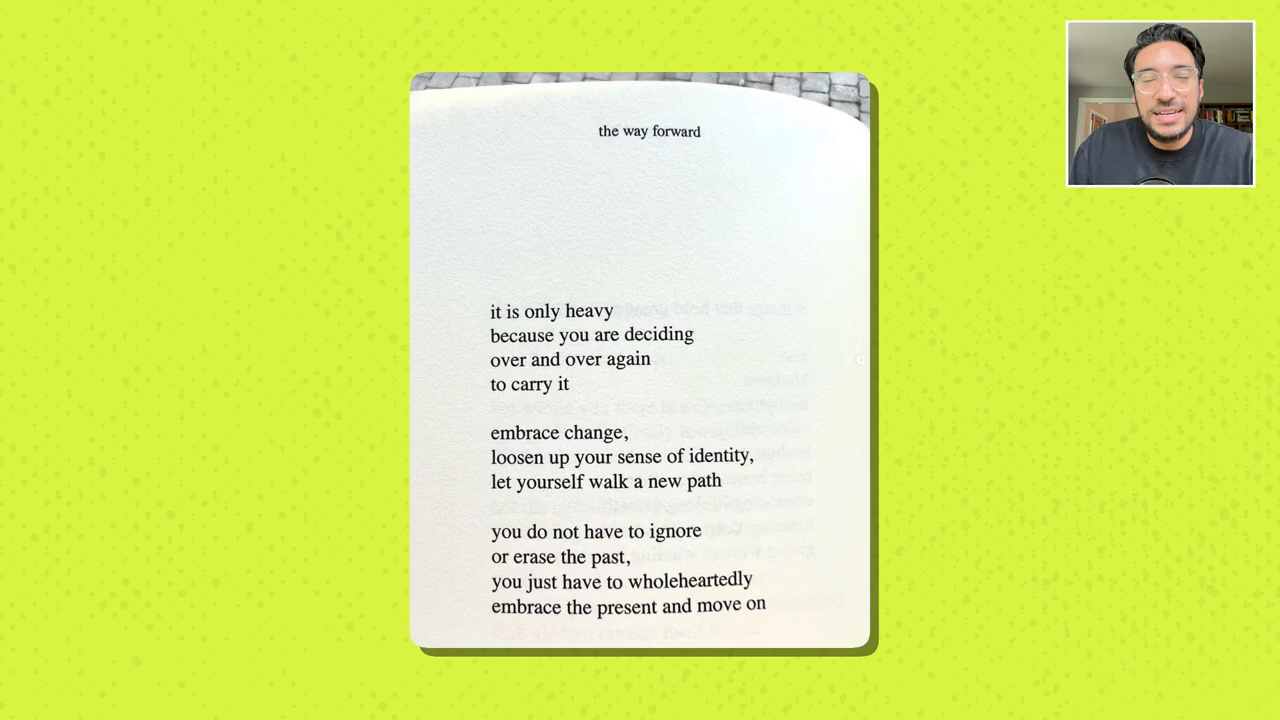 the way forward
it is only heavy
because you are deciding
over and over again
to carry it
embrace change,
loosen up your sense of identity,
let yourself walk a new path
you do not have to ignore
or erase the past,
you just have to wholeheartedly
embrace the present and move on